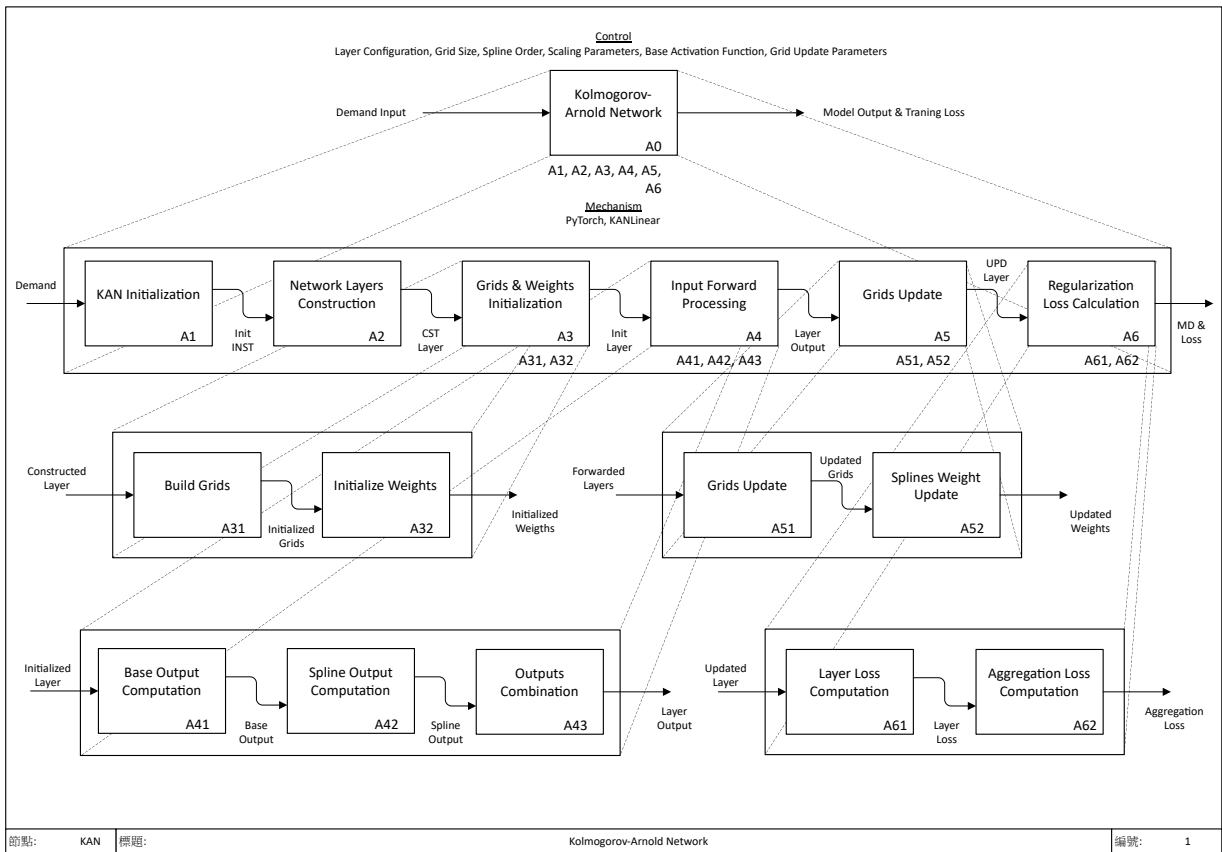 Control
Layer Configuration, Grid Size, Spline Order, Scaling Parameters, Base Activation Function, Grid Update Parameters
Demand Input
Kolmogorov-
Arnold Network
A0
Model Output & Traning Loss
A1, A2, A3, A4, A5,
A6
Mechanism
PyTorch, KANLinear
Demand
KAN Initialization
A1
Init
INST
Network Layers
Construction
A2
CST
Layer
Grids & Weights
Initialization
A3
A31, A32
Init
Layer
Input Forward
Processing
A4
A41, A42, A43
Layer
Output
Grids Update
A5
A51, A52
UPD
Layer
Regularization
Loss Calculation
A6
A61, A62
MD &
Loss
Constructed
Layer
Build Grids
A31
Initialized
Grids
Initialize Weights
A32
Initialized
Weigths
Forwarded
Layers
Grids Update
A51
Updated
Grids
Splines Weight
Update
A52
Updated
Weights
Initialized
Layer
Base Output
Computation
A41
Base
Output
Spline Output
Computation
A42
Spline
Output
Outputs
Combination
A43
Layer
Output
Updated
Layer
Layer Loss
Computation
A61
Layer
Loss
Aggregation Loss
Computation
A62
Aggregation
Loss
節點: KAN 標題: Kolmogorov-Arnold Network 編號: 1